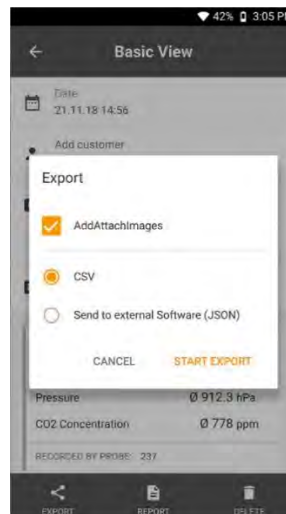 42% 3:05 P
Basic View
Date
21.11.18 14:56
Add customer
Export
AddAttachImages
CSV
Send to external Software (JSON)
CANCEL START EXPORT
Pressure Ø 912.3 hPa
CO2 Concentration Ø 778 ppm
RECORDED BY PROBE: 237
EXPORT REPORT DELETE